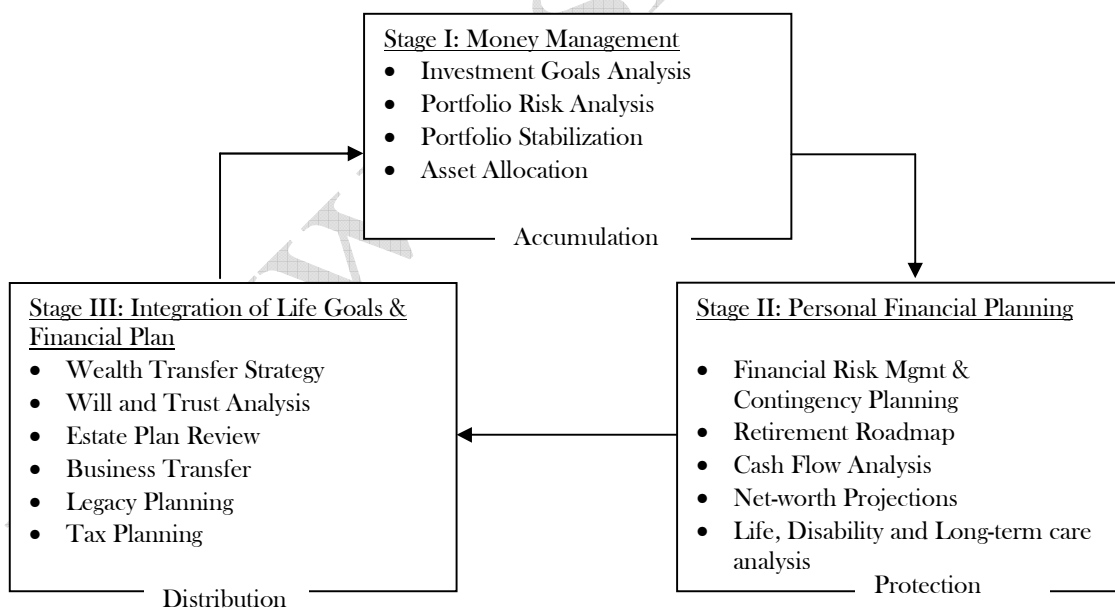 Stage I: Money Management
• Investment Goals Analysis
• Portfolio Risk Analysis
• Portfolio Stabilization
• Asset Allocation
Accumulation
Stage III: Integration of Life Goals &
Financial Plan
• Wealth Transfer Strategy
• Will and Trust Analysis
• Estate Plan Review
• Business Transfer
• Legacy Planning
• Tax Planning
Distribution
Stage II: Personal Financial Planning
• Financial Risk Mgmt &
Contingency Planning
• Retirement Roadmap
• Cash Flow Analysis
• Net-worth Projections
• Life, Disability and Long-term care
analysis
Protection